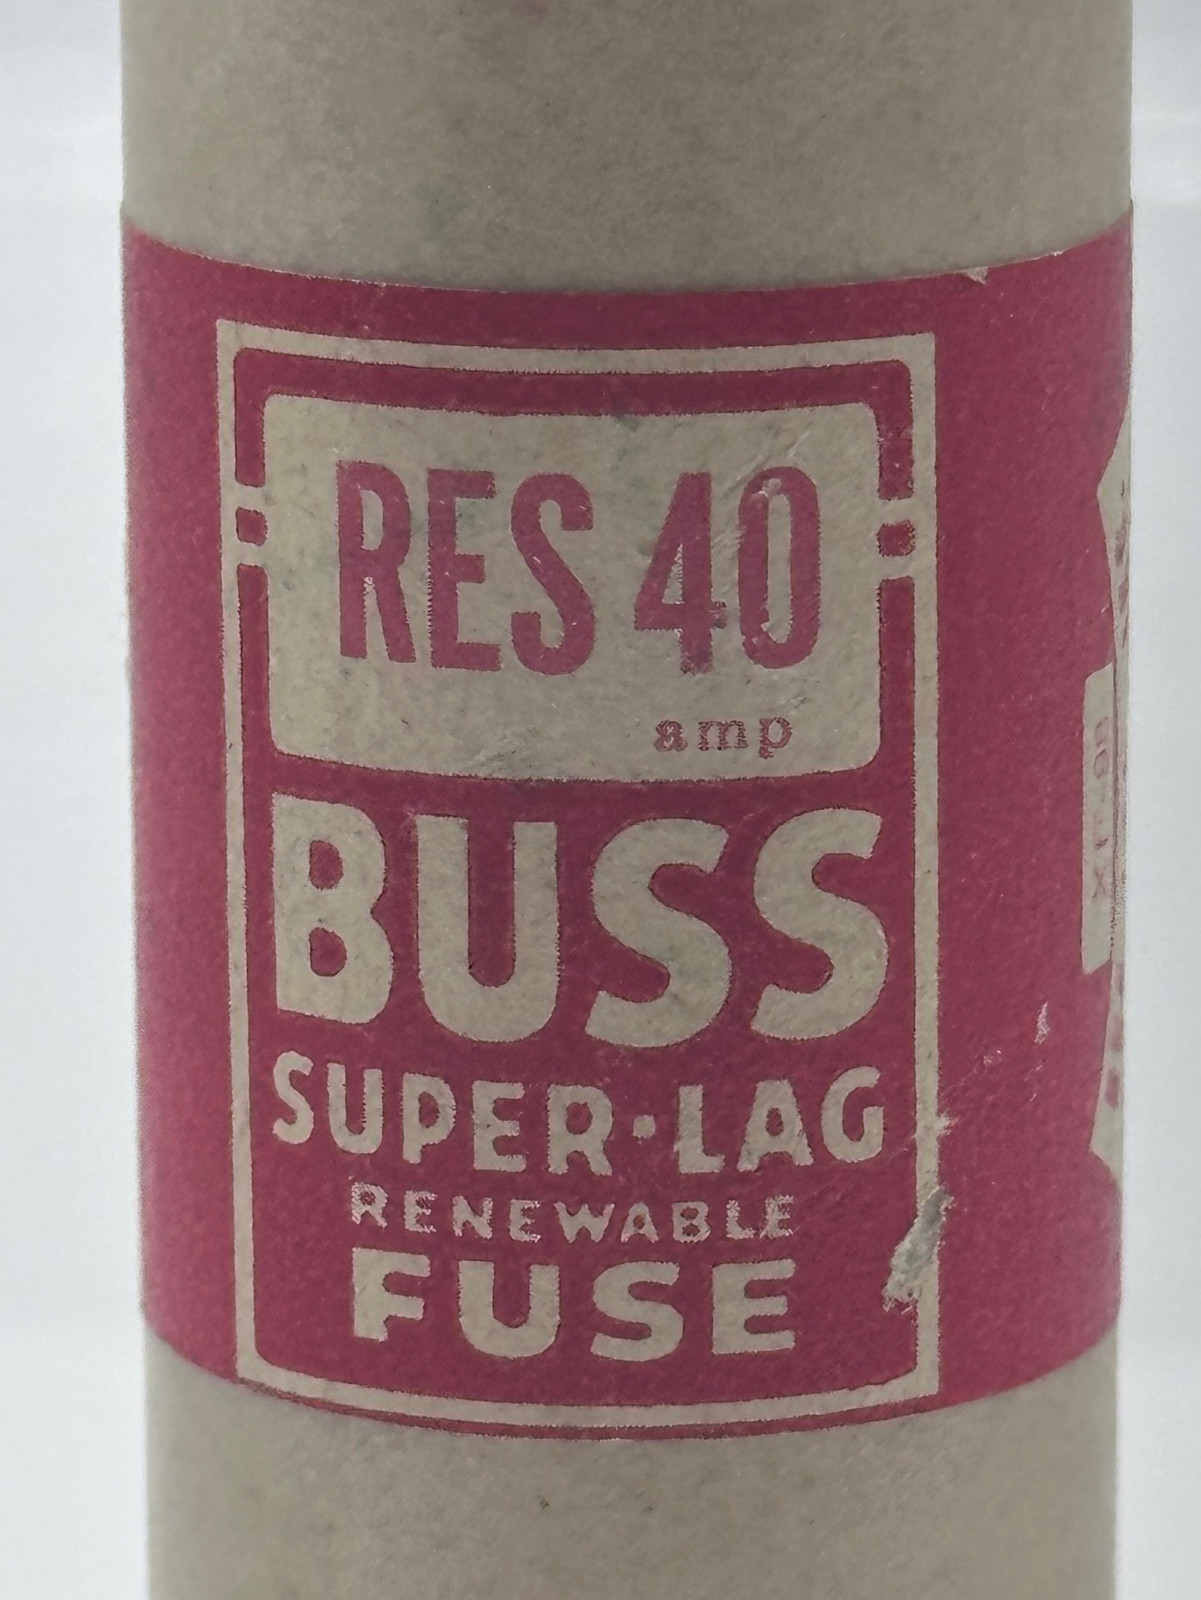 RES 40
amp
BUSS
SUPER·LAG
RENEWABLE
FUSE